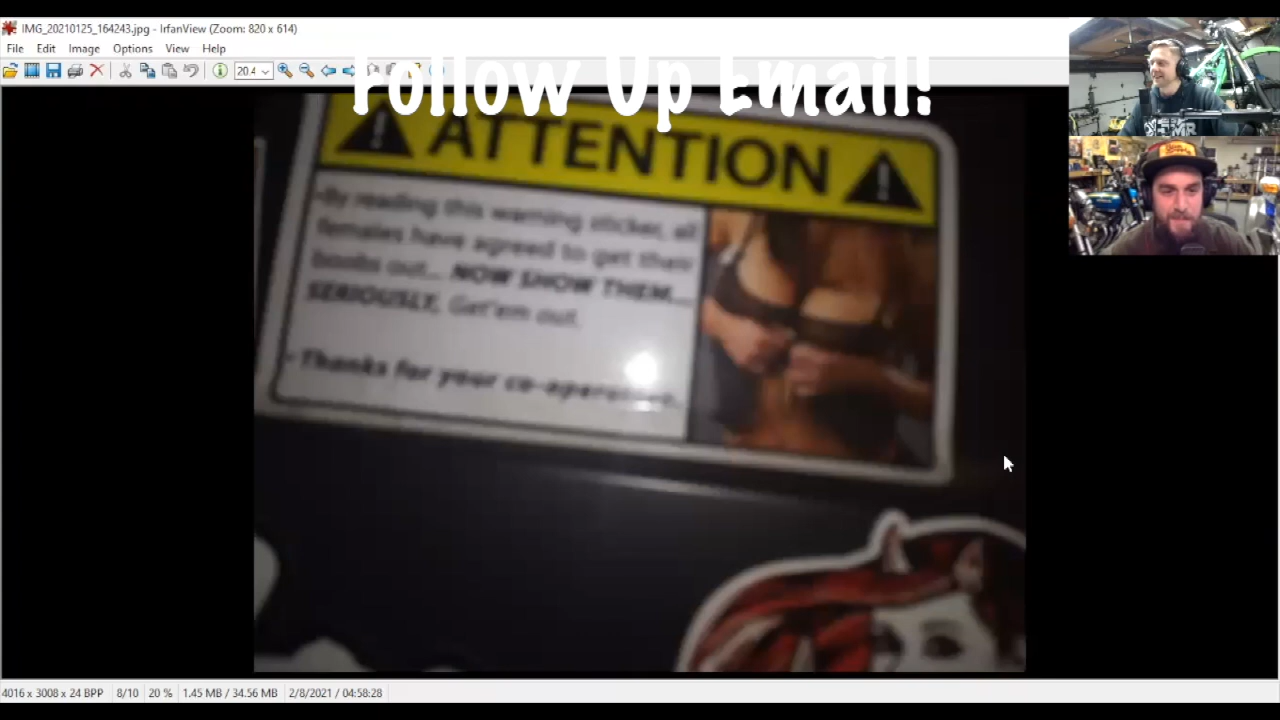 IMG_20210125_164243.jpg - IrfanView (Zoom: 820 x 614)
File Edit Image Options View Help
20.4
Follow Up Email!
ATTENTION
-By reading this warning sticker, all
females have agreed to get their
boobs out... NOW SHOW THEM...
SERIOUSLY, Get'em out.
-Thanks for your co-operation.
4016 x 3008 x 24 BPP 8/10 20 % 1.45 MB / 34.56 MB 2/8/2021 / 04:58:28